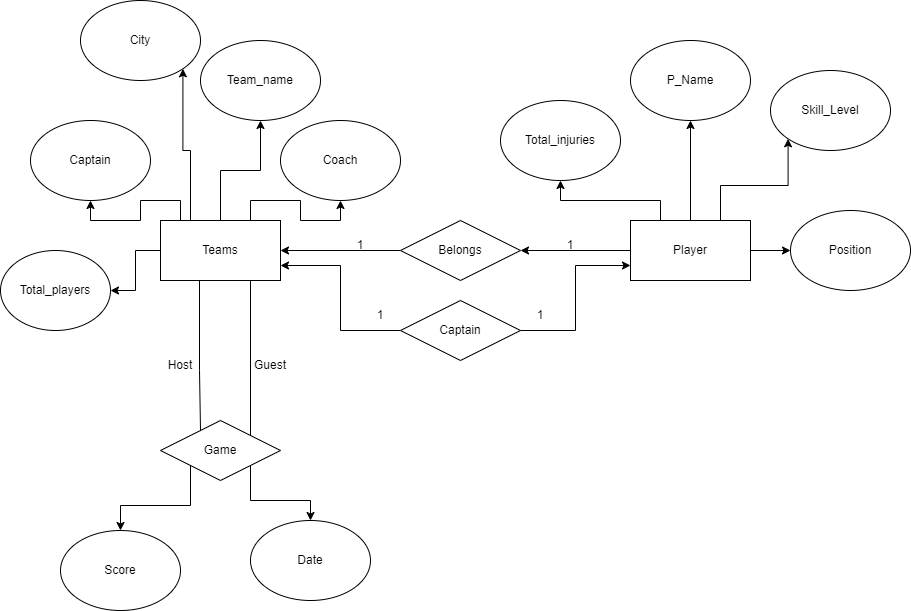 City
Team_name
P_Name
Skill_Level
Total_injuries
Captain
Coach
Teams
1
Belongs
1
Player
Position
Total_players
1
Captain
1
Host
Guest
Game
Score
Date